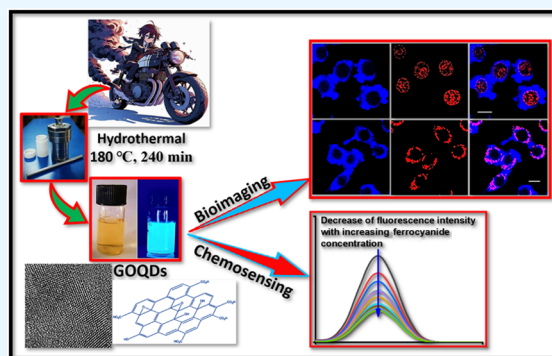 Hydrothermal
180 °C, 240 min
GOQDs
Bioimaging
Chemosensing
Decrease of fluorescence intensity
with increasing ferrocyanide
concentration